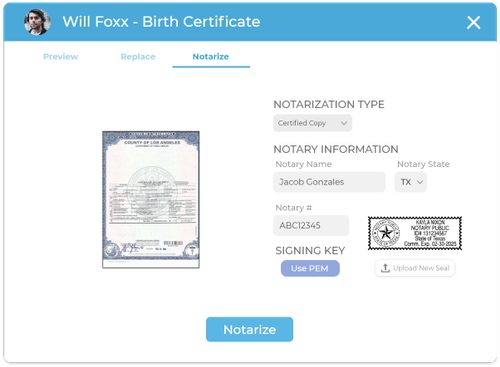 Will Foxx - Birth Certificate
Preview
Replace
Notarize
COUNTY OF LOS ANGELES
NOTARIZATION TYPE
Certified Copy
NOTARY INFORMATION
Notary Name
Notary State
Jacob Gonzales
TX
Notary #
ABC12345
KAYLA NIXON
NOTARY PUBLIC
ID# 131234567
State of Texas
Comm. Exp. 02-10-2025
SIGNING KEY
Use PEM
Upload New Seal
Notarize